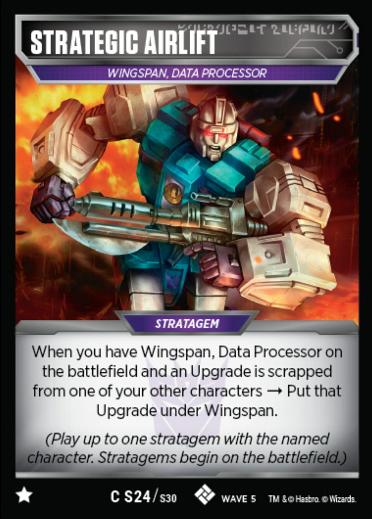 STRATEGIC AIRLIFT
WINGSPAN, DATA PROCESSOR
STRATAGEM
When you have Wingspan, Data Processor on
the battlefield and an Upgrade is scrapped
from one of your other characters → Put that
Upgrade under Wingspan.
(Play up to one stratagem with the named
character. Stratagems begin on the battlefield.)
C S24/S30 WAVE 5 TM & © Hasbro. © Wizards.